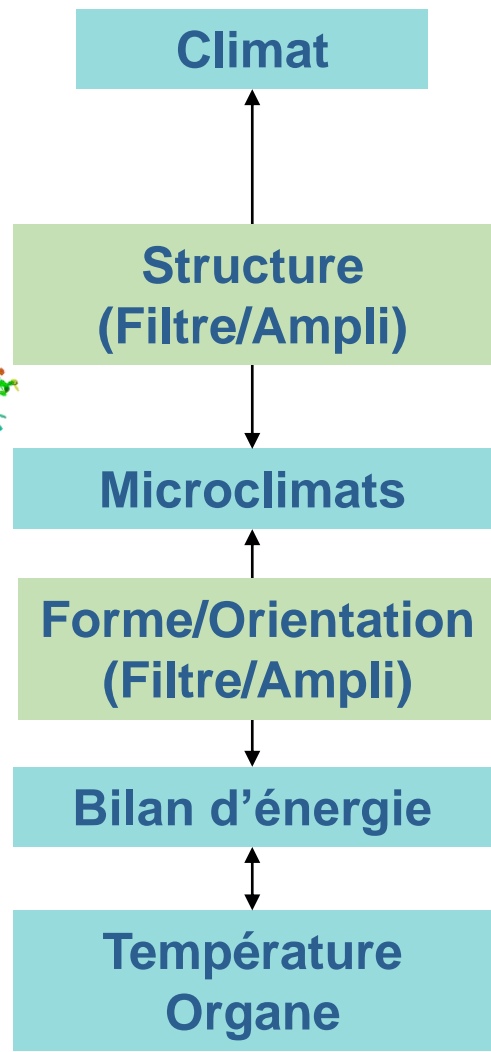 Climat
Structure
(Filtre/Ampli)
Microclimats
Forme/Orientation
(Filtre/Ampli)
Bilan d’énergie
Température
Organe